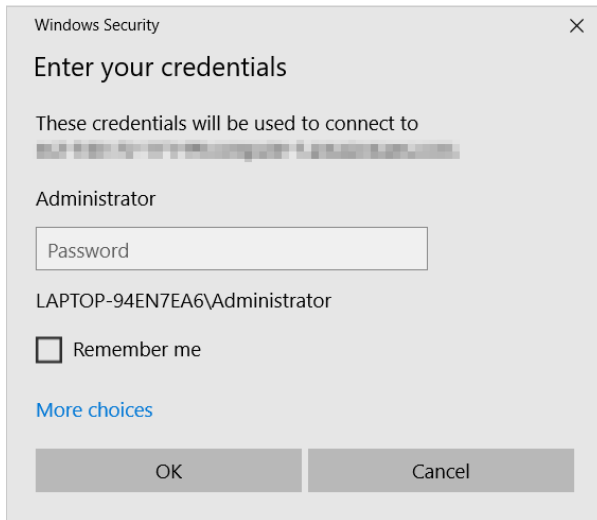 Windows Security
Enter your credentials
These credentials will be used to connect to
Administrator
Password
LAPTOP-94EN7EA6\Administrator
Remember me
More choices
OK
Cancel